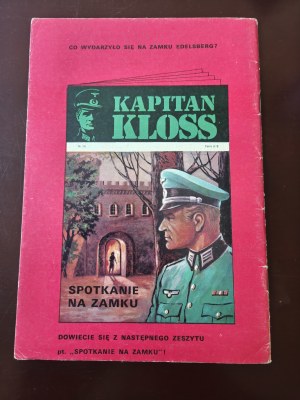 CO WYDARZYŁO SIĘ NA ZAMKU EDELSBERG?
KAPITAN
KLOSS
SPOTKANIE
NA ZAMKU
DOWIECIE SIĘ Z NASTĘPNEGO ZESZYTU
pt. „SPOTKANIE NA ZAMKU”!